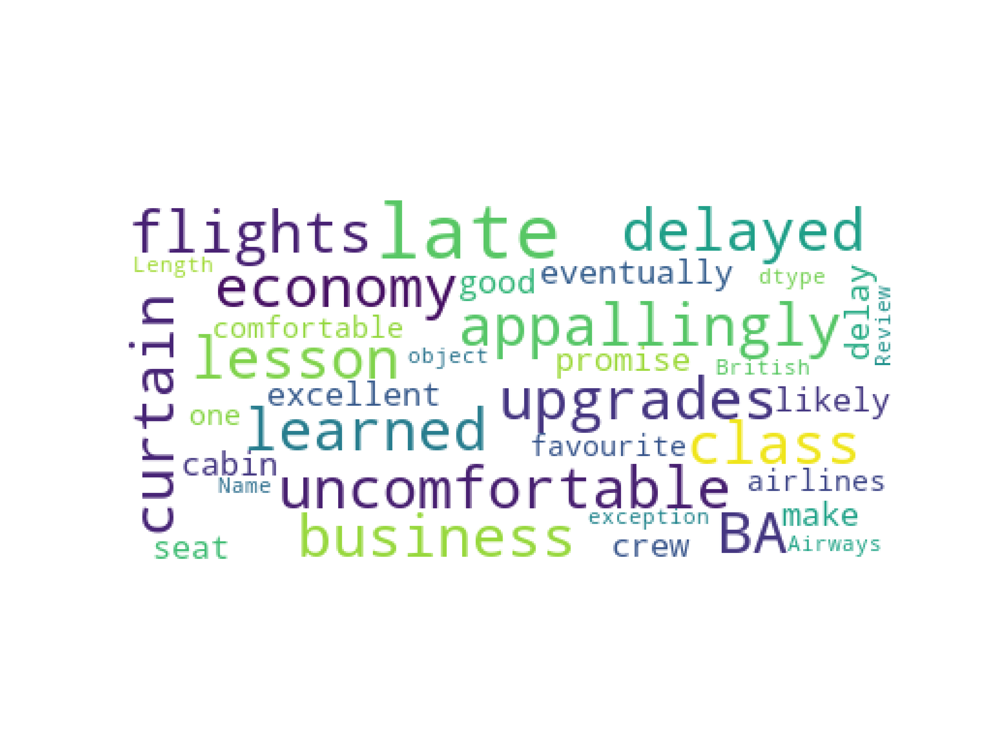 flights late delayed
Length
economy good eventually dtype
delay
Review
curtain
comfortable appallingly
lesson object promise British
excellent upgrades likely
one learned favourite class
cabin
Name uncomfortable airlines
business exception BA make
seat crew Airways